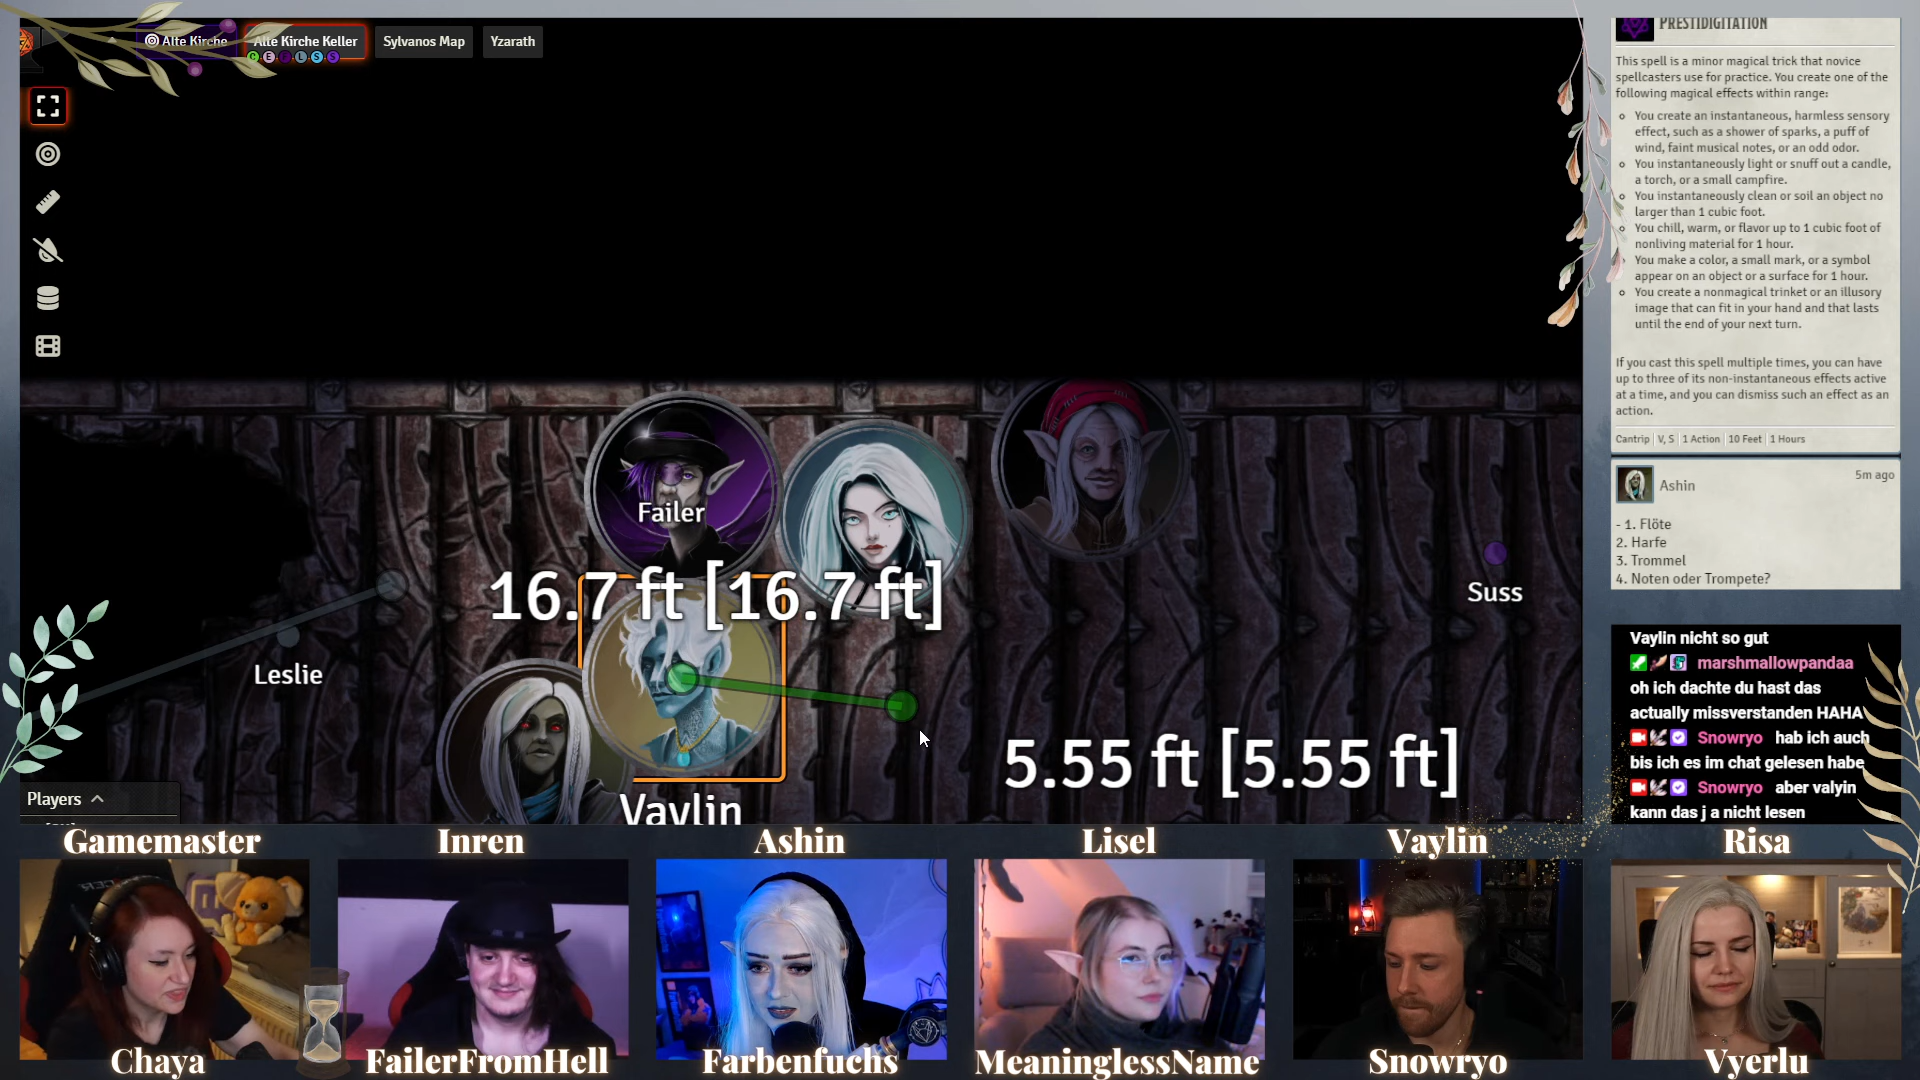 Alte Kirche
Alte Kirche Keller
Sylvanos Map
Yzarath
PRESTIDIGITATION
This spell is a minor magical trick that novice
spellcasters use for practice. You create one of the
following magical effects within range:
You create an instantaneous, harmless sensory
effect, such as a shower of sparks, a puff of
wind, faint musical notes, or an odd odor.
You instantaneously light or snuff out a candle,
a torch, or a small campfire.
You instantaneously clean or soil an object no
larger than 1 cubic foot.
You chill, warm, or flavor up to 1 cubic foot of
nonliving material for 1 hour.
You make a color, a small mark, or a symbol
appear on an object or a surface for 1 hour.
You create a nonmagical trinket or an illusory
image that can fit in your hand and that lasts
until the end of your next turn.
If you cast this spell multiple times, you can have
up to three of its non-instantaneous effects active
at a time, and you can dismiss such an effect as an
action.
Cantrip V, S 1 Action 10 Feet 1 Hours
Ashin
5m ago
- 1. Flöte
2. Harfe
3. Trommel
4. Noten oder Trompete?
Failer
16.7 ft [16.7 ft]
Suss
Leslie
5.55 ft [5.55 ft]
Vaylin
Players
Vaylin nicht so gut
marshmallowpandaa
oh ich dachte du hast das
actually missverstanden HAHA
Snowryo hab ich auch
bis ich es im chat gelesen habe
Snowryo aber valyin
kann das j a nicht lesen
Gamemaster
Inren
Ashin
Lisel
Vaylin
Risa
Chaya
FailerFromHell
Farbenfuchs
MeaninglessName
Snowryo
Vyerlu